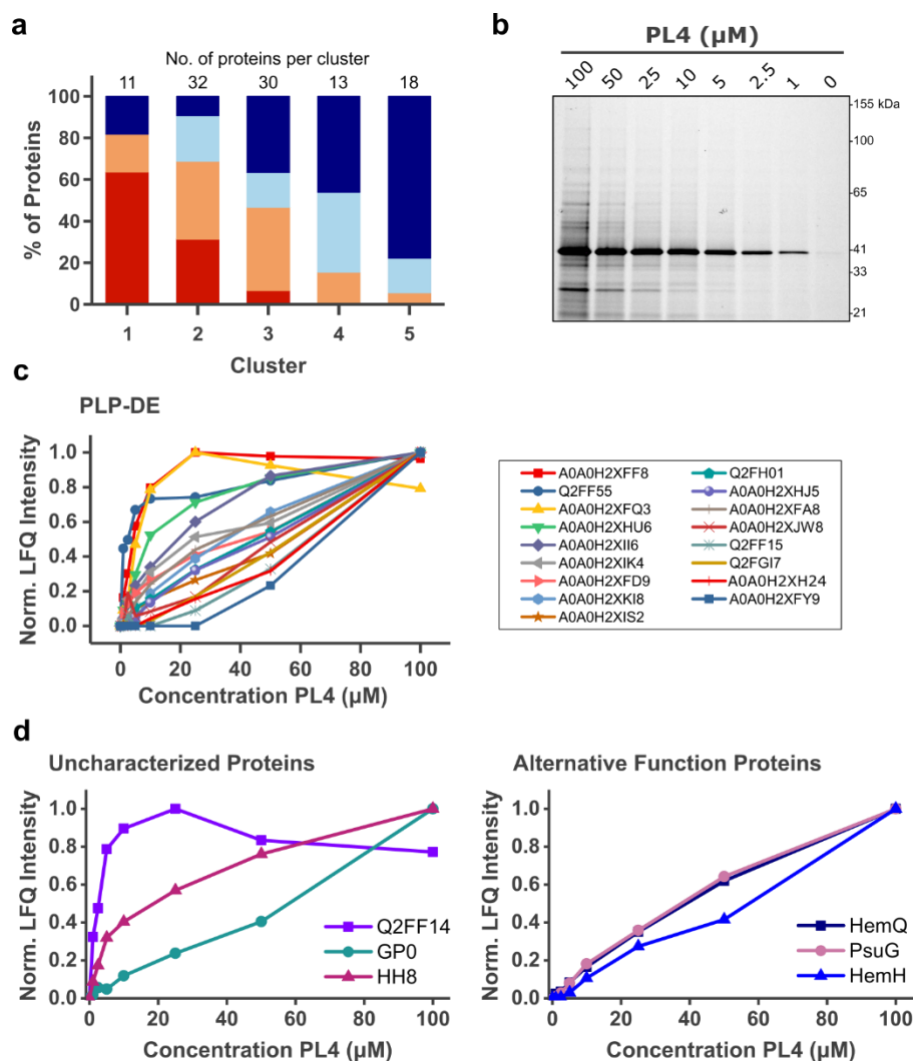 a
No. of proteins per cluster
11 32 30 13 18
100
80
60
40
20
0
% of Proteins
1 2 3 4 5
Cluster
b
PL4 (µM)
100 50 25 10 5 2.5 1 0
155 kDa
100
65
41
33
21
c
PLP-DE
1.0
0.8
0.6
0.4
0.2
0.0
Norm. LFQ Intensity
0 20 40 60 80 100
Concentration PL4 (µM)
A0A0H2XFF8 Q2FH01
Q2FF55 A0A0H2XHJ5
A0A0H2XFQ3 A0A0H2XFA8
A0A0H2XHU6 A0A0H2XJW8
A0A0H2XII6 Q2FF15
A0A0H2XIK4 Q2FGI7
A0A0H2XFD9 A0A0H2XH24
A0A0H2XKI8 A0A0H2XFY9
A0A0H2XIS2
d
Uncharacterized Proteins
1.0
0.8
0.6
0.4
0.2
0.0
Norm. LFQ Intensity
Q2FF14
GP0
HH8
0 20 40 60 80 100
Concentration PL4 (µM)
Alternative Function Proteins
1.0
0.8
0.6
0.4
0.2
0.0
Norm. LFQ Intensity
HemQ
PsuG
HemH
0 20 40 60 80 100
Concentration PL4 (µM)